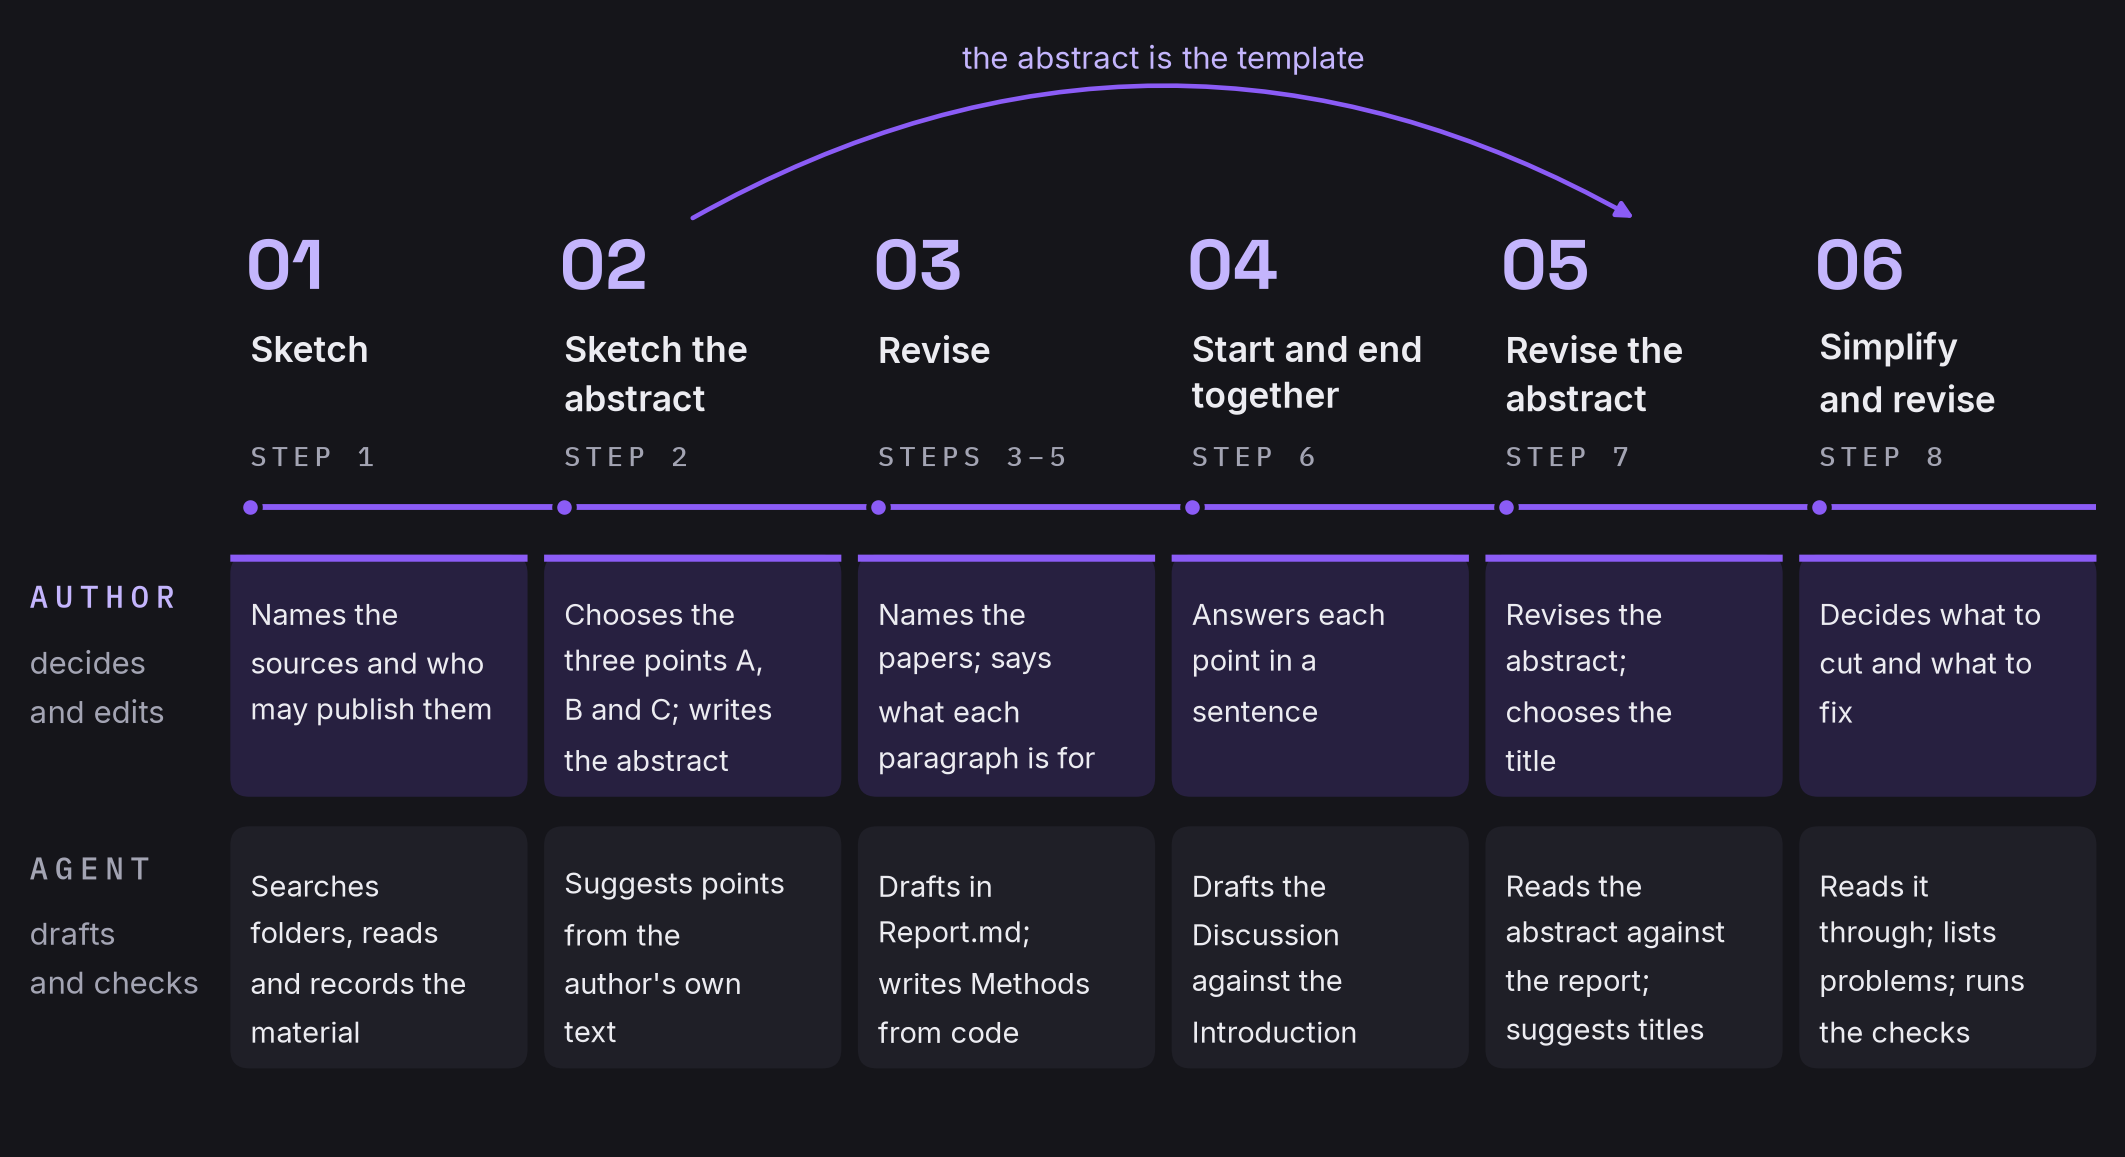 the abstract is the template
01
02
03
04
05
06
Sketch
Sketch the
abstract
Revise
Start and end
together
Revise the
abstract
Simplify
and revise
STEP 1
STEP 2
STEPS 3–5
STEP 6
STEP 7
STEP 8
AUTHOR
decides
and edits
Names the
sources and who
may publish them
Chooses the
three points A,
B and C; writes
the abstract
Names the
papers; says
what each
paragraph is for
Answers each
point in a
sentence
Revises the
abstract;
chooses the
title
Decides what to
cut and what to
fix
AGENT
drafts
and checks
Searches
folders, reads
and records the
material
Suggests points
from the
author's own
text
Drafts in
Report.md;
writes Methods
from code
Drafts the
Discussion
against the
Introduction
Reads the
abstract against
the report;
suggests titles
Reads it
through; lists
problems; runs
the checks